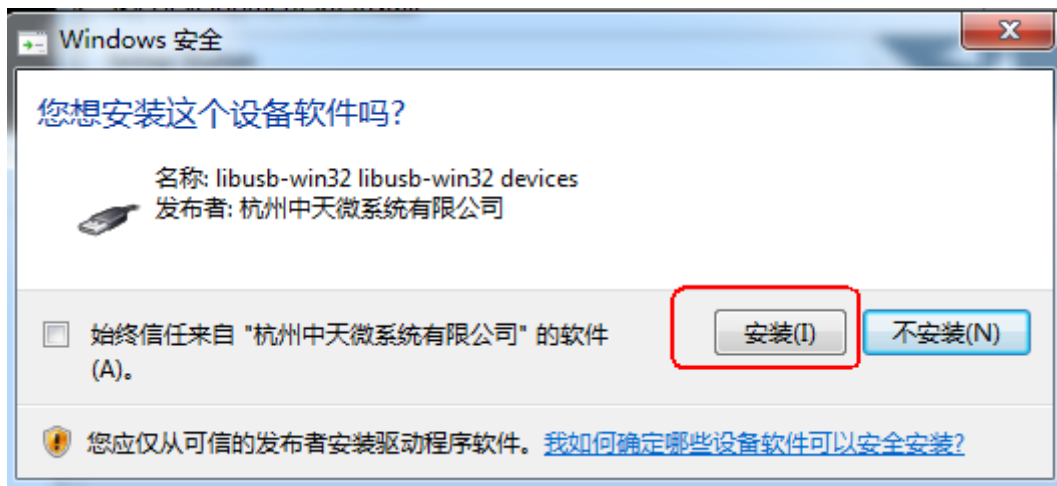 Windows 安全
您想安装这个设备软件吗?
名称: libusb-win32 libusb-win32 devices
发布者: 杭州中天微系统有限公司
始终信任来自 "杭州中天微系统有限公司" 的软件
(A)。
安装(I)
不安装(N)
您应仅从可信的发布者安装驱动程序软件。我如何确定哪些设备软件可以安全安装?